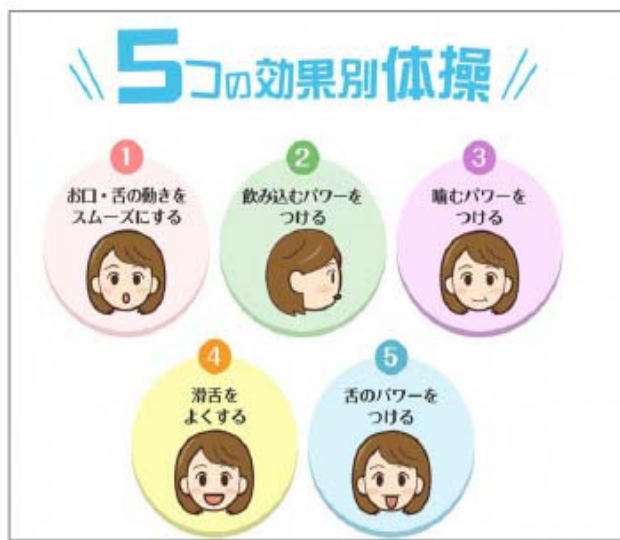 5つの効果別体操
1
お口・舌の動きを
スムーズにする
2
飲み込むパワーを
つける
3
噛むパワーを
つける
4
滑舌を
よくする
5
舌のパワーを
つける